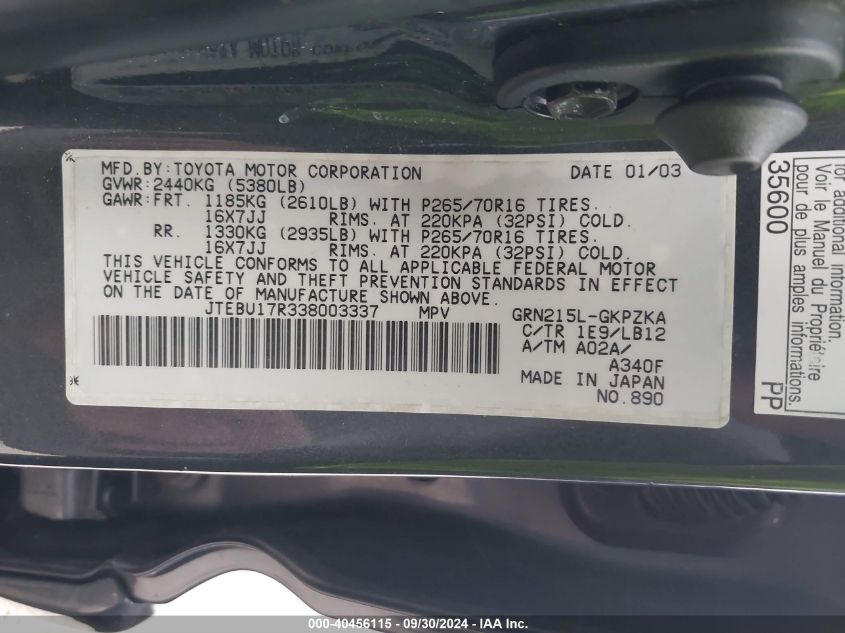 MFD.BY:TOYOTA MOTOR CORPORATION DATE 01/03
GVWR:2440KG (5380LB)
GAWR:FRT. 1185KG (2610LB) WITH P265/70R16 TIRES.
16X7JJ RIMS. AT 220KPA (32PSI) COLD.
RR. 1330KG (2935LB) WITH P265/70R16 TIRES.
16X7JJ RIMS. AT 220KPA (32PSI) COLD.
THIS VEHICLE CONFORMS TO ALL APPLICABLE FEDERAL MOTOR
VEHICLE SAFETY AND THEFT PREVENTION STANDARDS IN EFFECT
ON THE DATE OF MANUFACTURE SHOWN ABOVE.
JTEBU17R338003337 MPV GRN215L-GKPZKA
C/TR 1E9/LB12
A/TM A02A/
A340F
MADE IN JAPAN
NO.890
for additional information.
Voir le Manuel du Propriétaire
pour de plus amples informations.
35600
PP
000-40456115 - 09/30/2024 - IAA Inc.